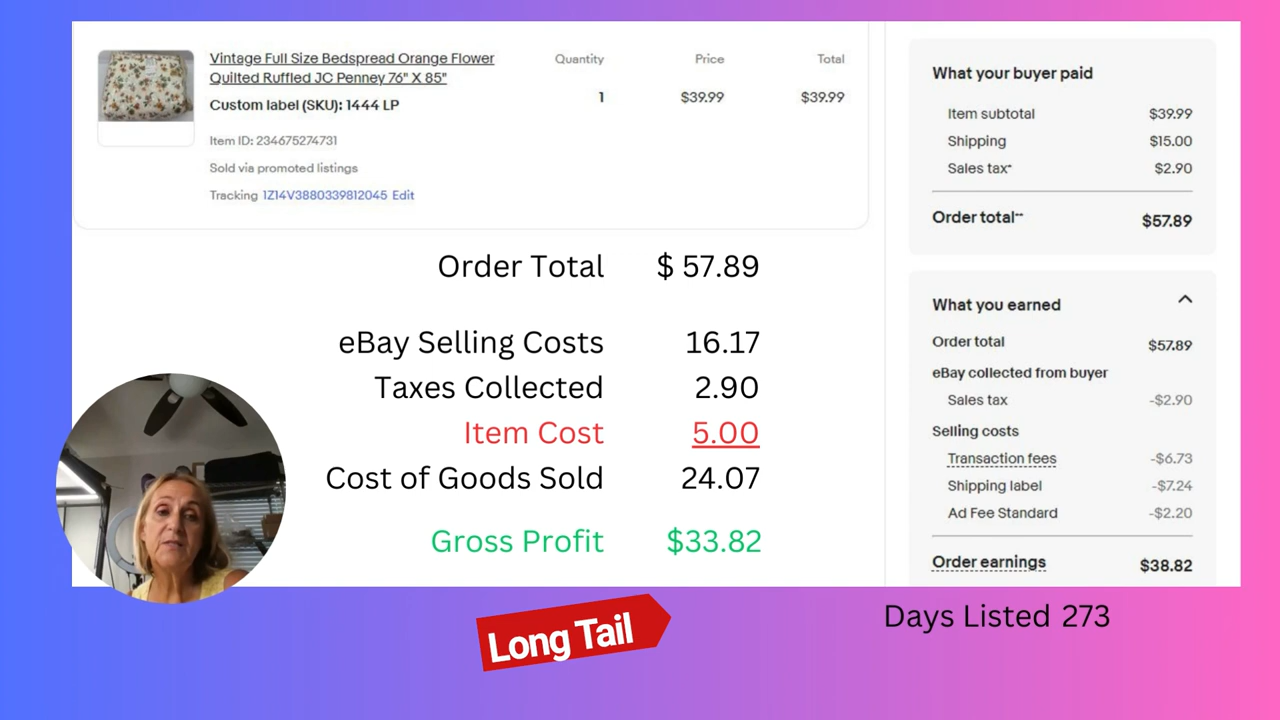 Vintage Full Size Bedspread Orange Flower
Quilted Ruffled JC Penney 76" X 85"
Custom label (SKU): 1444 LP
Item ID: 234675274731
Sold via promoted listings
Tracking 1Z14V3880339812045 Edit
Quantity Price Total
1 $39.99 $39.99
Order Total $ 57.89
eBay Selling Costs 16.17
Taxes Collected 2.90
Item Cost 5.00
Cost of Goods Sold 24.07
Gross Profit $33.82
What your buyer paid
Item subtotal $39.99
Shipping $15.00
Sales tax* $2.90
Order total** $57.89
What you earned
Order total $57.89
eBay collected from buyer
Sales tax -$2.90
Selling costs
Transaction fees -$6.73
Shipping label -$7.24
Ad Fee Standard -$2.20
Order earnings $38.82
Long Tail
Days Listed 273